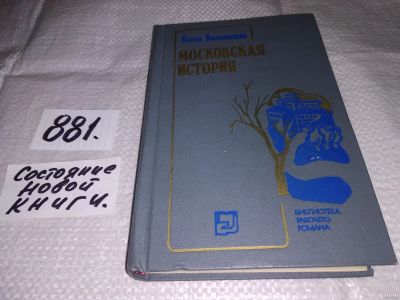 881.
Состояние
новой
книги.
МОСКОВСКАЯ
ИСТОРИЯ
БИБЛИОТЕКА
РАБОЧЕГО
РОМАНА